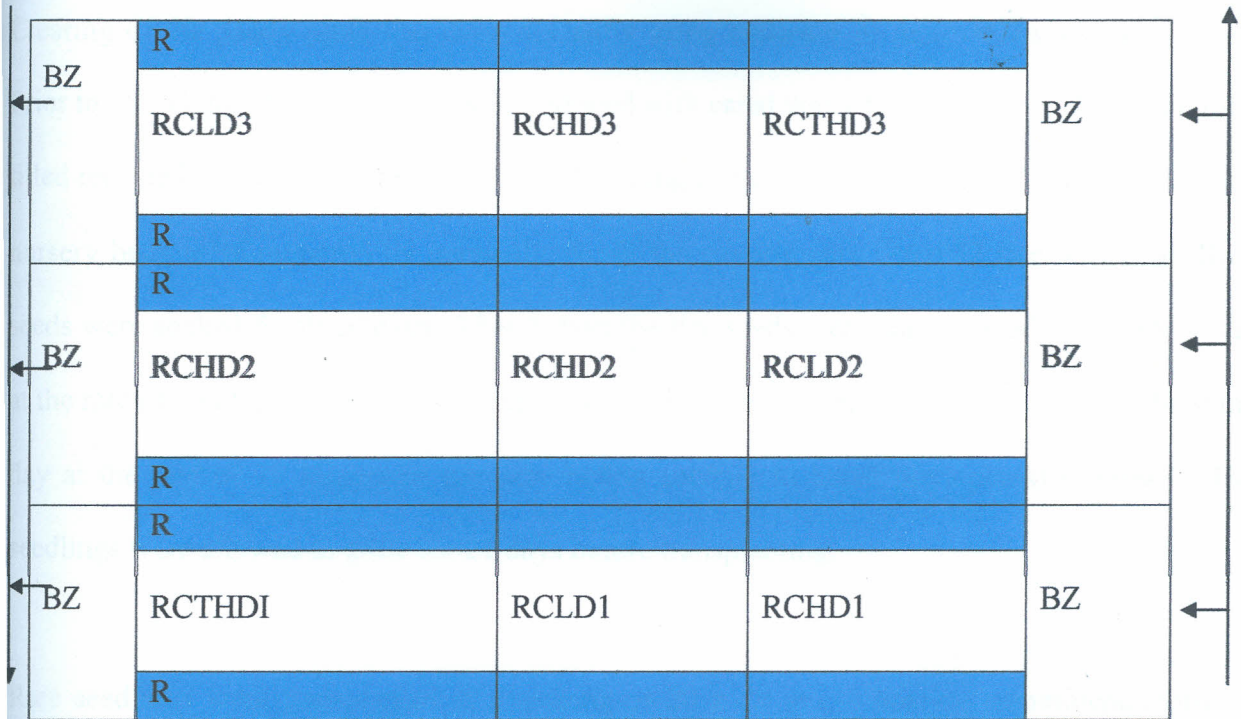 R
BZ
RCLD3 RCHD3 RCTHD3 BZ
R
R
BZ RCHD2 RCHD2 RCLD2 BZ
R
R
BZ RCTHDI RCLD1 RCHD1 BZ
R